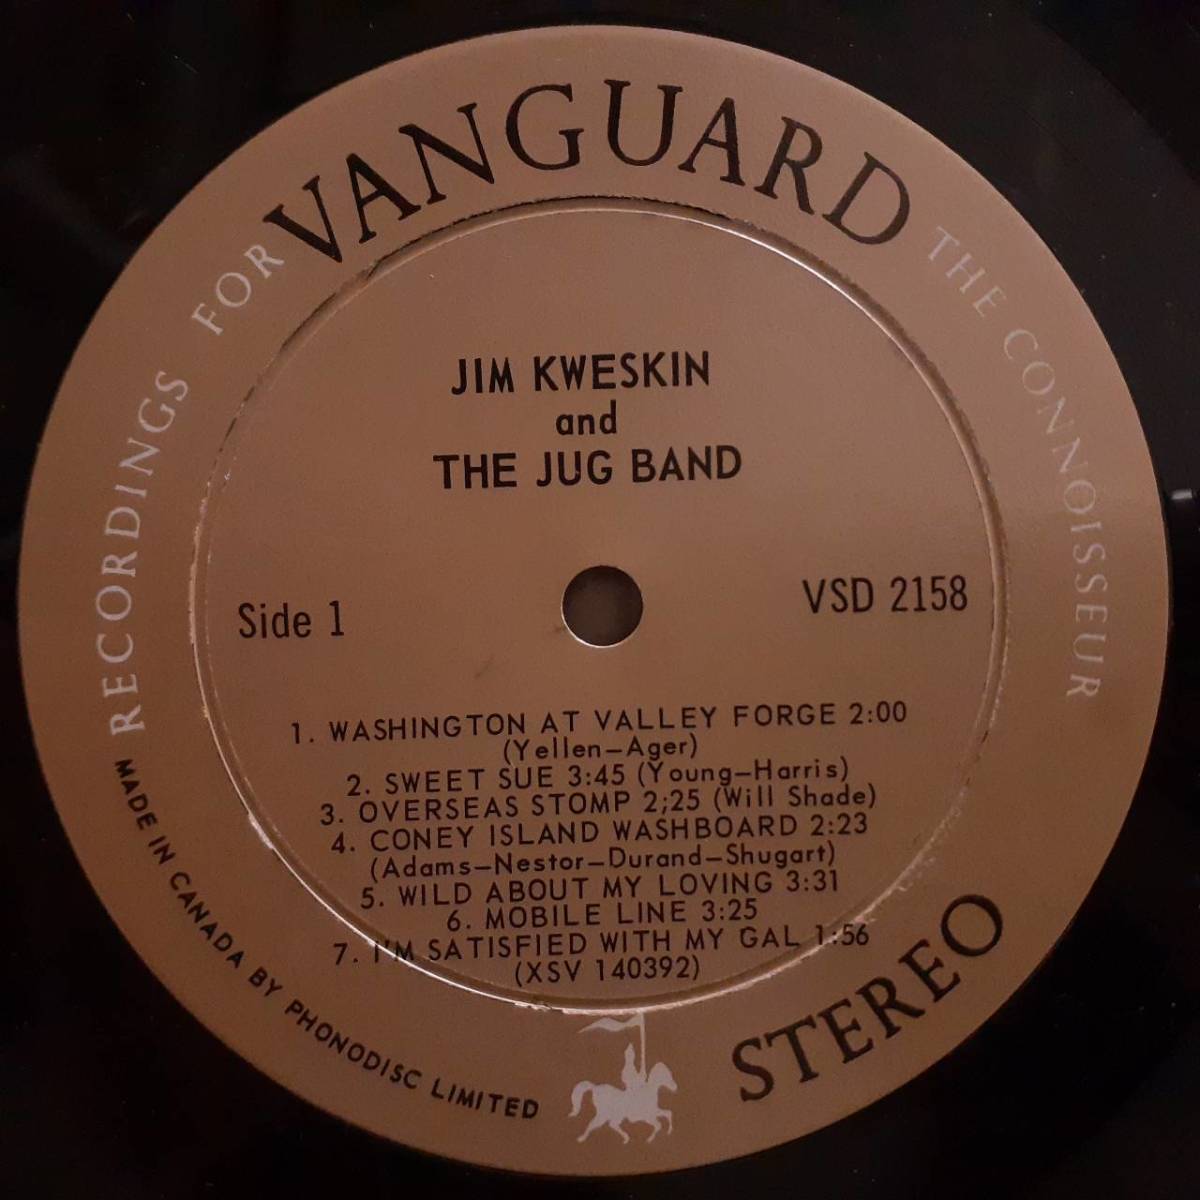 RECORDINGS FOR VANGUARD THE CONNOISSEUR
JIM KWESKIN
and
THE JUG BAND
Side 1
VSD 2158
1. WASHINGTON AT VALLEY FORGE 2:00
(Yellen–Ager)
2. SWEET SUE 3:45 (Young–Harris)
3. OVERSEAS STOMP 2;25 (Will Shade)
4. CONEY ISLAND WASHBOARD 2:23
(Adams–Nestor–Durand–Shugart)
5. WILD ABOUT MY LOVING 3:31
6. MOBILE LINE 3:25
7. I'M SATISFIED WITH MY GAL 1:56
(XSV 140392)
STEREO
MADE IN CANADA BY PHONODISC LIMITED